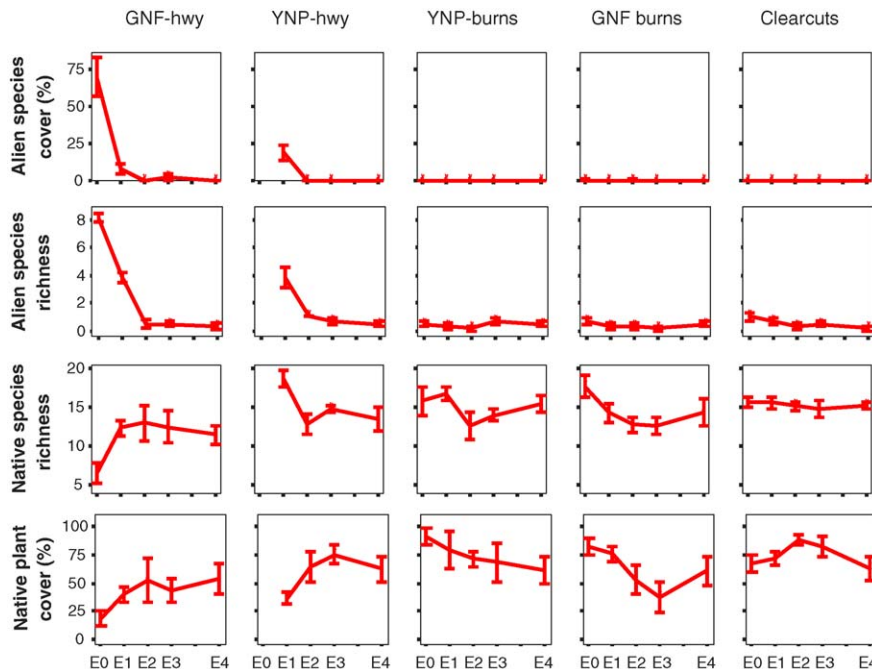 GNF-hwy YNP-hwy YNP-burns GNF burns Clearcuts
Alien species
cover (%)
75
50
25
0
Alien species
richness
8
6
4
2
0
Native species
richness
20
15
10
5
Native plant
cover (%)
100
75
50
25
0
E0 E1 E2 E3 E4 E0 E1 E2 E3 E4 E0 E1 E2 E3 E4 E0 E1 E2 E3 E4 E0 E1 E2 E3 E4